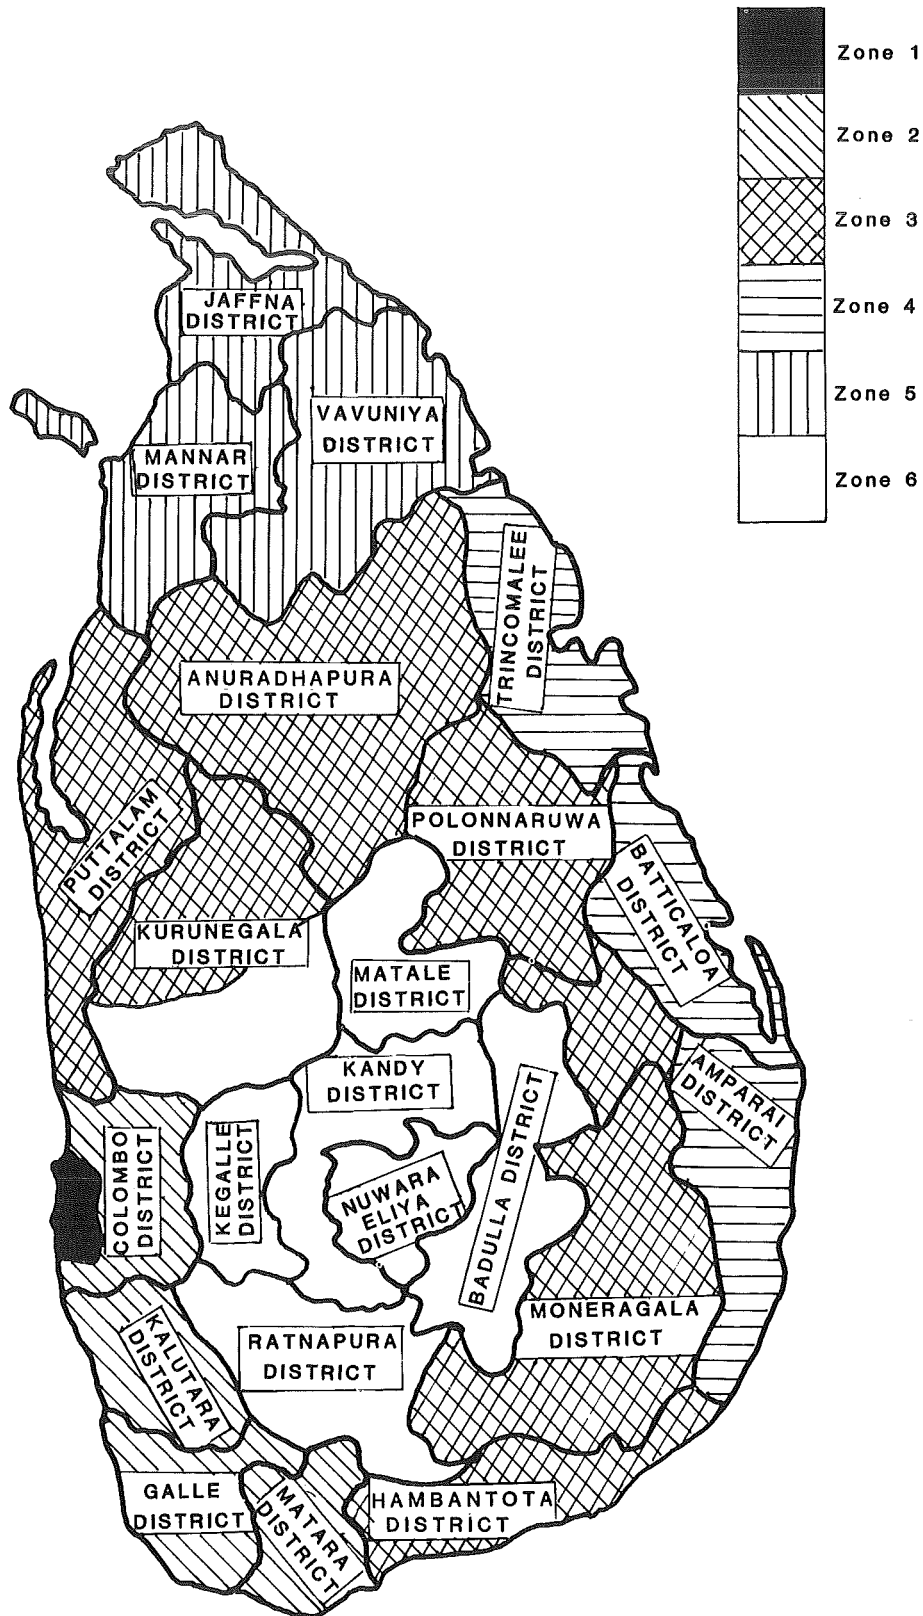 Zone 1
Zone 2
Zone 3
Zone 4
Zone 5
Zone 6
JAFFNA
DISTRICT
VAVUNIYA
DISTRICT
MANNAR
DISTRICT
TRINCOMALEE
DISTRICT
ANURADHAPURA
DISTRICT
PUTTALAM
DISTRICT
POLONNARUWA
DISTRICT
BATTICALOA
DISTRICT
KURUNEGALA
DISTRICT
MATALE
DISTRICT
KANDY
DISTRICT
AMPARAI
DISTRICT
COLOMBO
DISTRICT
KEGALLE
DISTRICT
NUWARA
ELIYA
DISTRICT
BADULLA DISTRICT
MONERAGALA
DISTRICT
KALUTARA
DISTRICT
RATNAPURA
DISTRICT
GALLE
DISTRICT
MATARA
DISTRICT
HAMBANTOTA
DISTRICT